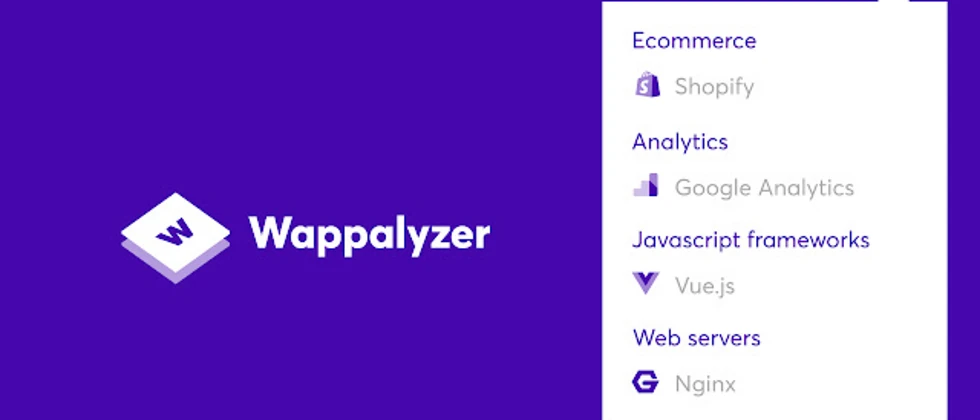 W
Wappalyzer
Ecommerce
Shopify
Analytics
Google Analytics
Javascript frameworks
Vue.js
Web servers
Nginx